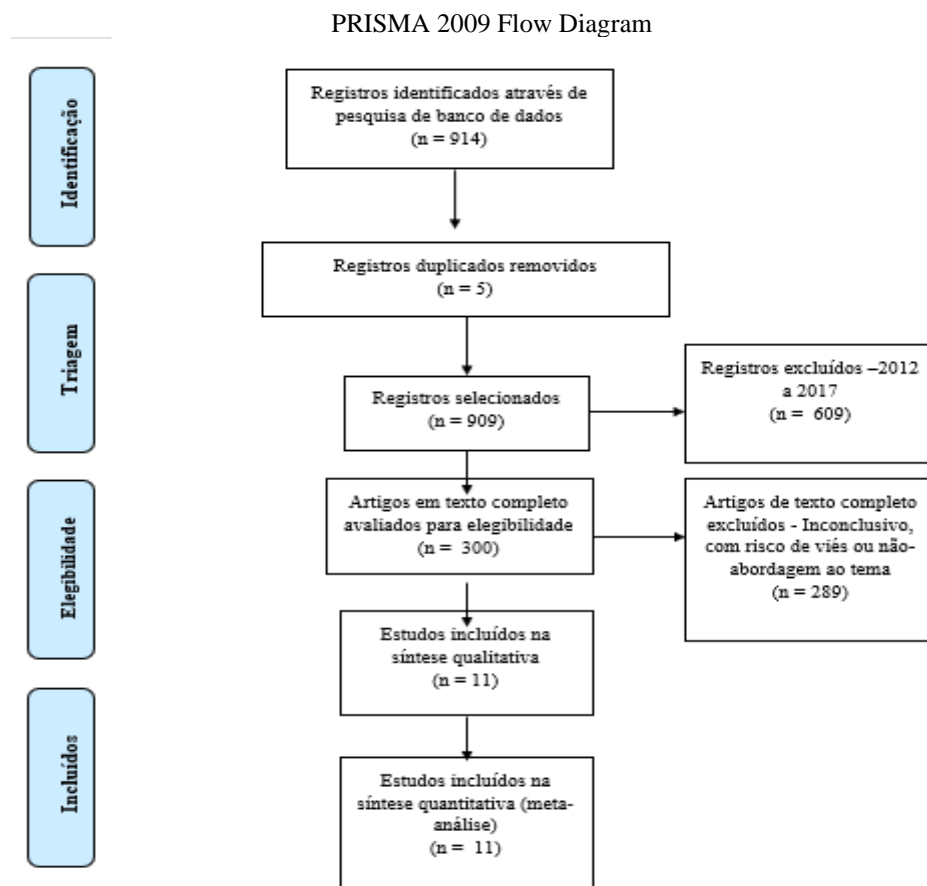 PRISMA 2009 Flow Diagram
Identificação
Registros identificados através de
pesquisa de banco de dados
(n = 914)
Registros duplicados removidos
(n = 5)
Triagem
Registros selecionados
(n = 909)
Registros excluídos –2012
a 2017
(n = 609)
Elegibilidade
Artigos em texto completo
avaliados para elegibilidade
(n = 300)
Artigos de texto completo
excluídos - Inconclusivo,
com risco de viés ou não-
abordagem ao tema
(n = 289)
Estudos incluídos na
síntese qualitativa
(n = 11)
Incluídos
Estudos incluídos na
síntese quantitativa (meta-
análise)
(n = 11)